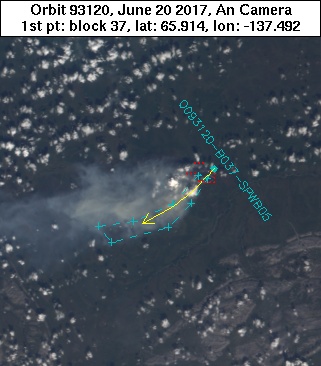 Orbit 93120, June 20 2017, An Camera
1st pt: block 37, lat: 65.914, lon: -137.492
0093120-B037-SPWB05